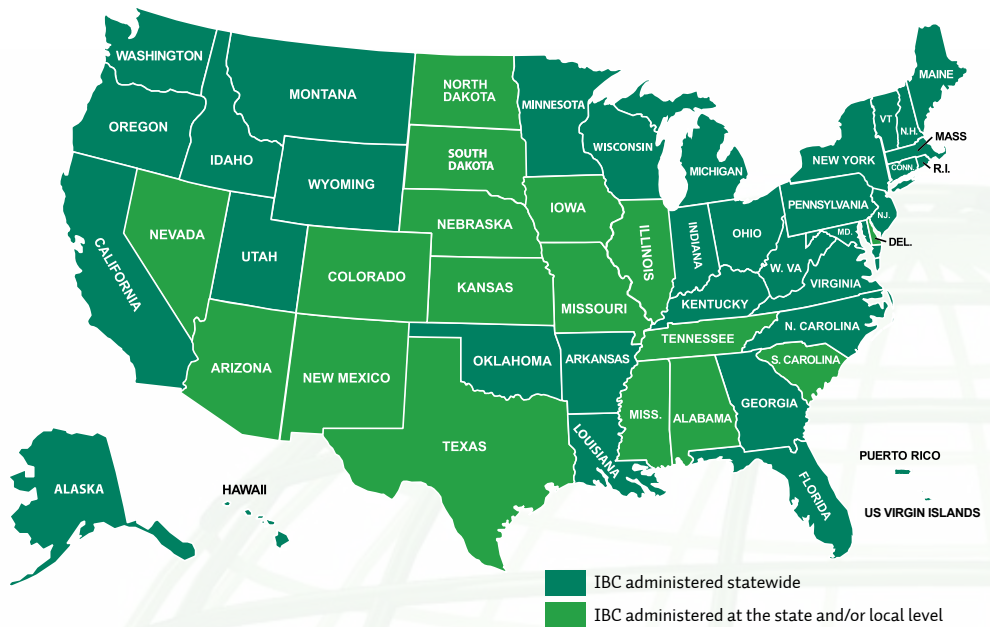 WASHINGTON
MONTANA
NORTH
DAKOTA
MINNESOTA
MAINE
OREGON
IDAHO
SOUTH
DAKOTA
WISCONSIN
MICHIGAN
VT
N.H.
MASS
NEW YORK
CONN.
R.I.
WYOMING
NEVADA
UTAH
NEBRASKA
IOWA
ILLINOIS
INDIANA
OHIO
PENNSYLVANIA
N.J.
MD.
DEL.
CALIFORNIA
COLORADO
KANSAS
MISSOURI
KENTUCKY
W. VA
VIRGINIA
ARIZONA
NEW MEXICO
OKLAHOMA
ARKANSAS
TENNESSEE
N. CAROLINA
S. CAROLINA
TEXAS
LOUISIANA
MISS.
ALABAMA
GEORGIA
FLORIDA
ALASKA
HAWAII
PUERTO RICO
US VIRGIN ISLANDS
IBC administered statewide
IBC administered at the state and/or local level